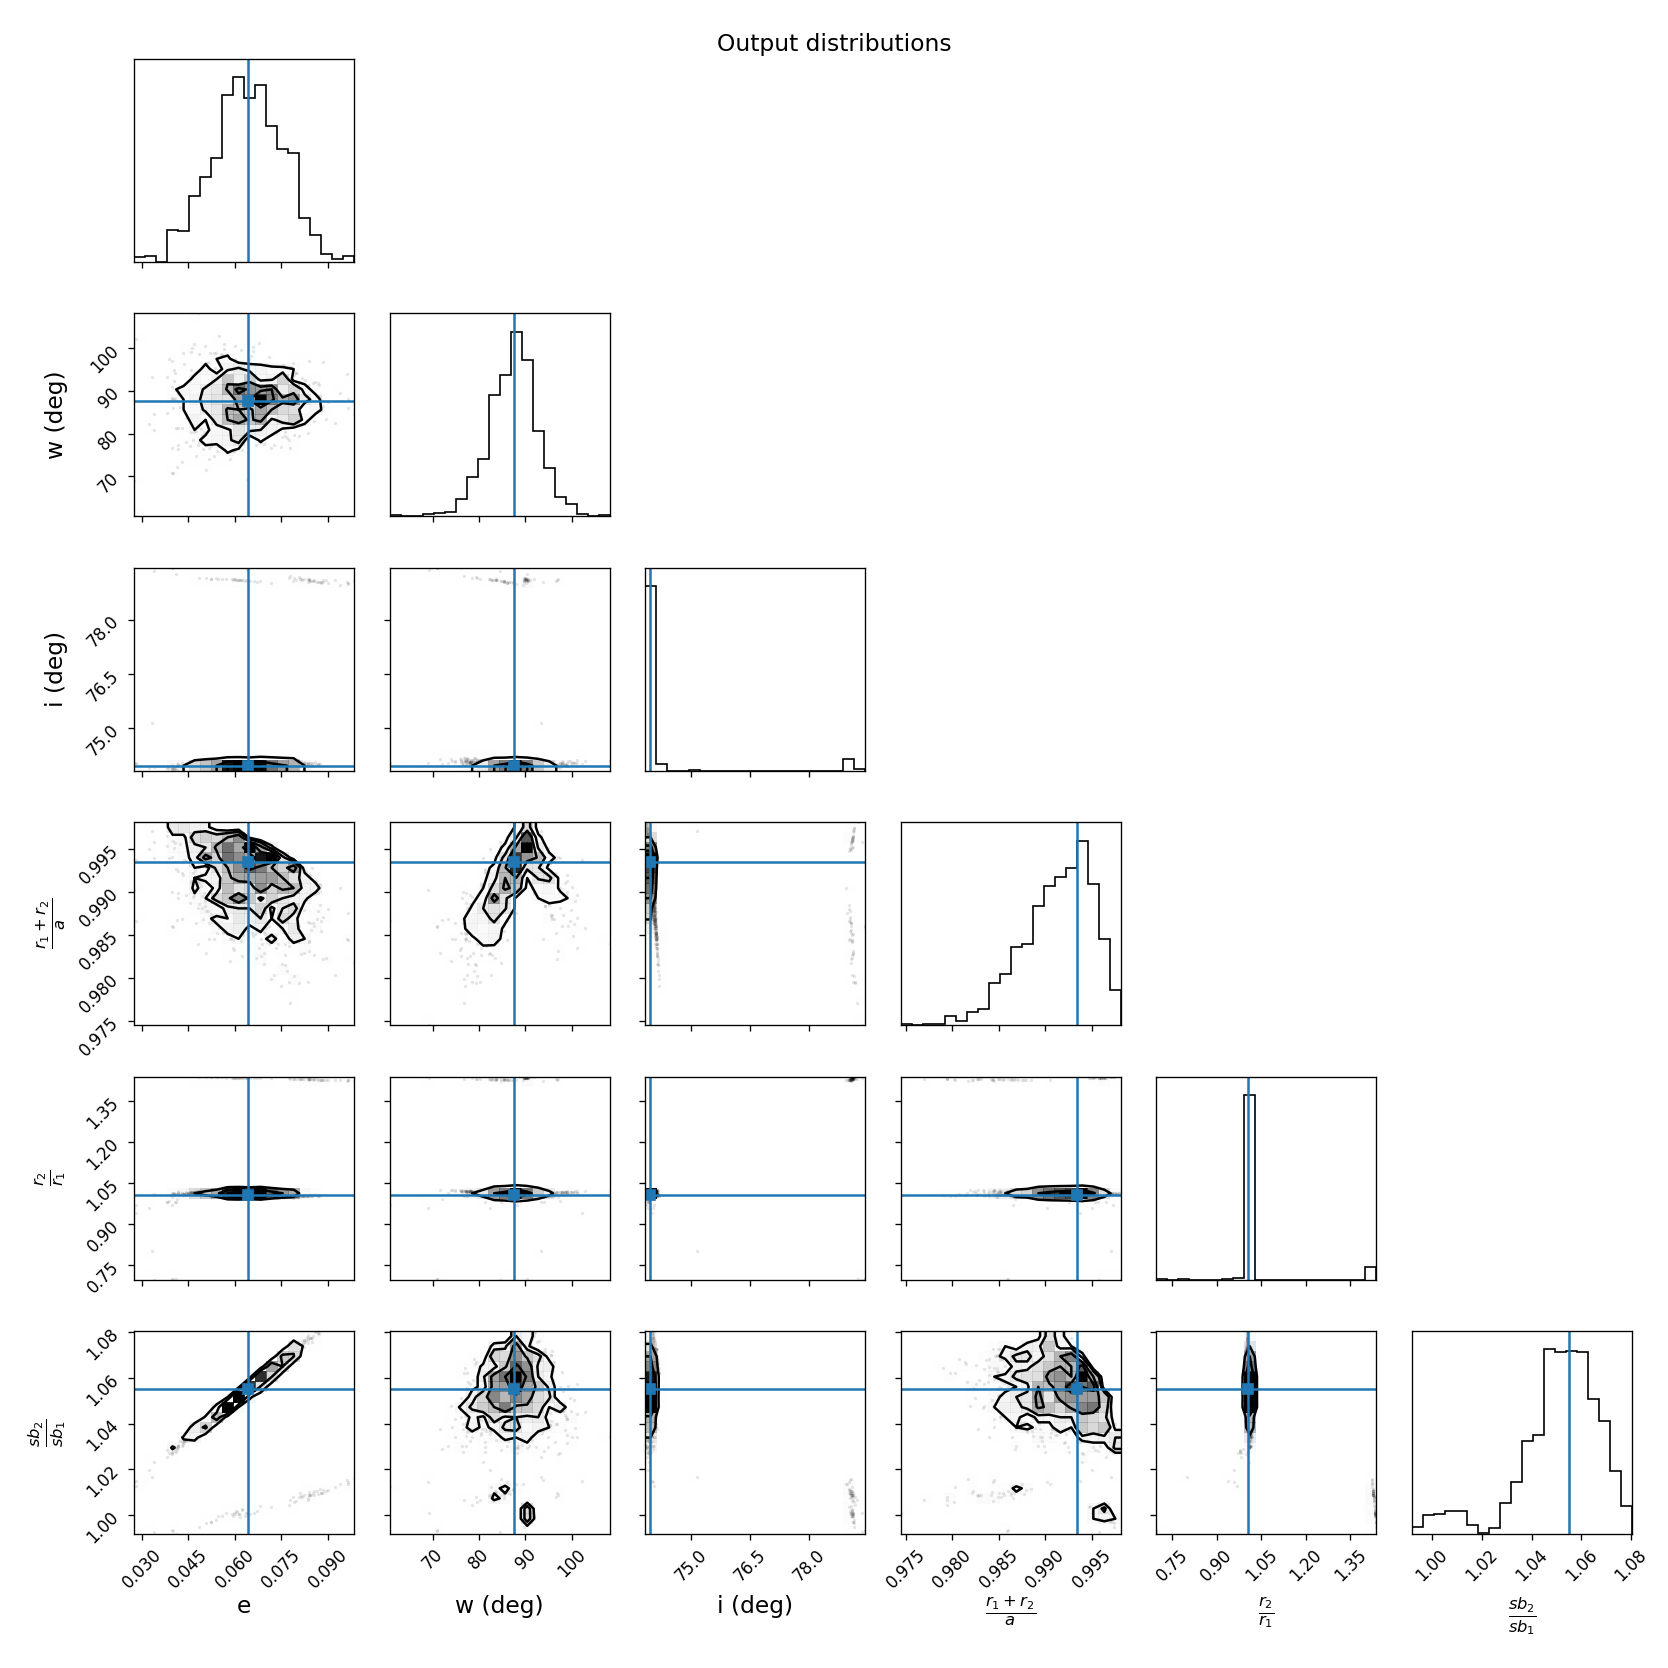 Output distributions
w (deg)
100
90
80
70
i (deg)
78.0
76.5
75.0
r₁ + r₂
a
0.995
0.990
0.985
0.980
0.975
r₂
r₁
1.35
1.20
1.05
0.90
0.75
sb₂
sb₁
1.08
1.06
1.04
1.02
1.00
0.030 0.045 0.060 0.075 0.090 70 80 90 100 75.0 76.5 78.0 0.975 0.980 0.985 0.990 0.995 0.75 0.90 1.05 1.20 1.35 1.00 1.02 1.04 1.06 1.08
e w (deg) i (deg)
r₁ + r₂
a
r₂
r₁
sb₂
sb₁